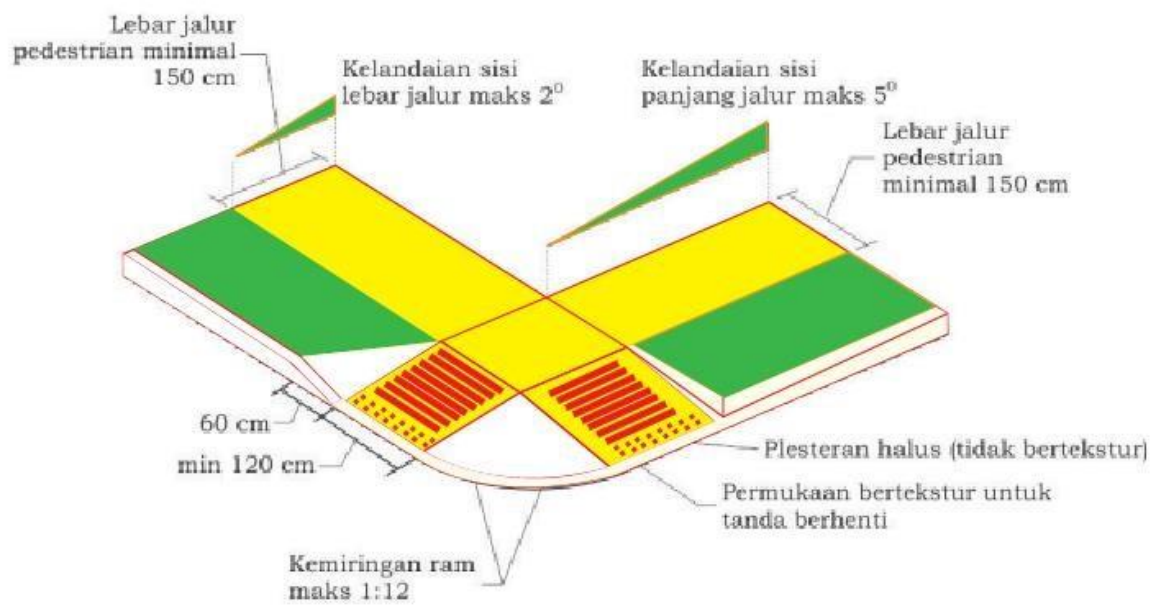 Lebar jalur
pedestrian minimal
150 cm
Kelandaian sisi
lebar jalur maks 2°
Kelandaian sisi
panjang jalur maks 5°
Lebar jalur
pedestrian
minimal 150 cm
60 cm
min 120 cm
Plesteran halus (tidak bertekstur)
Permukaan bertekstur untuk
tanda berhenti
Kemiringan ram
maks 1:12